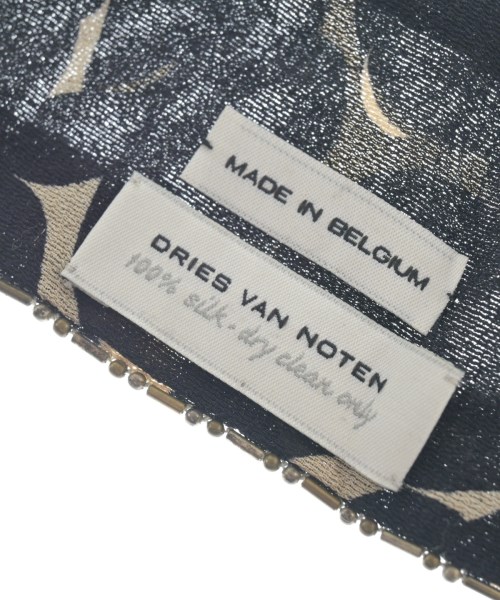 MADE IN BELGIUM
DRIES VAN NOTEN
100% silk - dry clean only